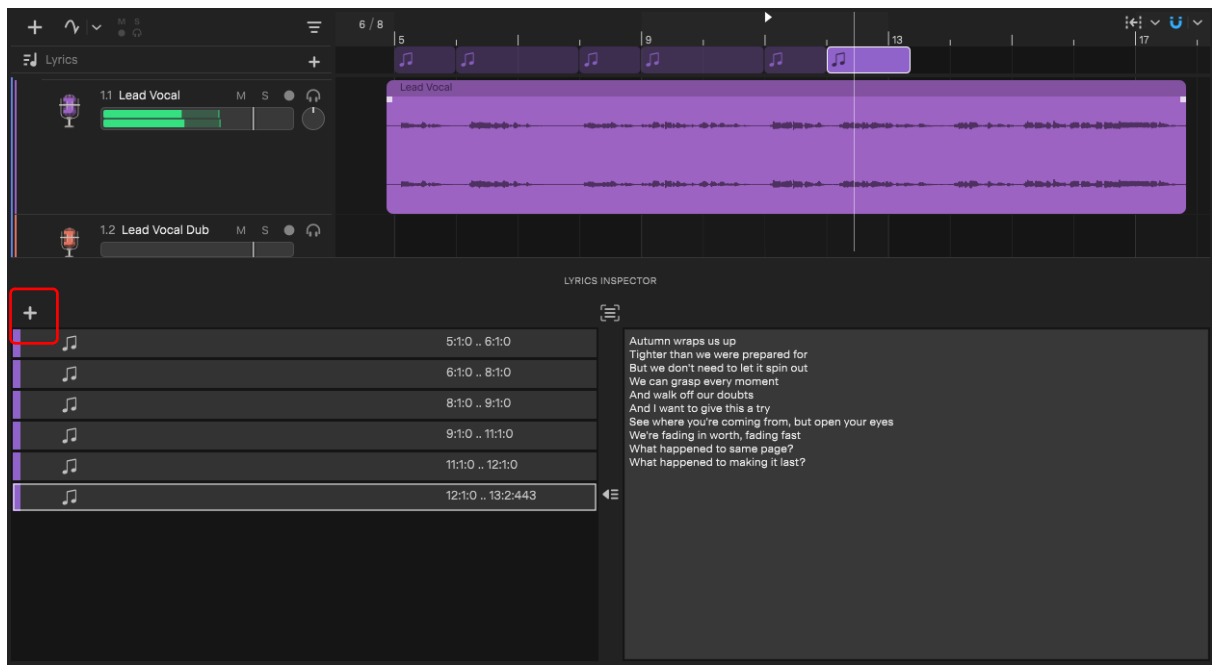 M S
6 / 8
5
9
13
17
Lyrics
1.1 Lead Vocal
M S
Lead Vocal
1.2 Lead Vocal Dub
M S
LYRICS INSPECTOR
5:1:0 .. 6:1:0
6:1:0 .. 8:1:0
8:1:0 .. 9:1:0
9:1:0 .. 11:1:0
11:1:0 .. 12:1:0
12:1:0 .. 13:2:443
Autumn wraps us up
Tighter than we were prepared for
But we don't need to let it spin out
We can grasp every moment
And walk off our doubts
And I want to give this a try
See where you're coming from, but open your eyes
We're fading in worth, fading fast
What happened to same page?
What happened to making it last?